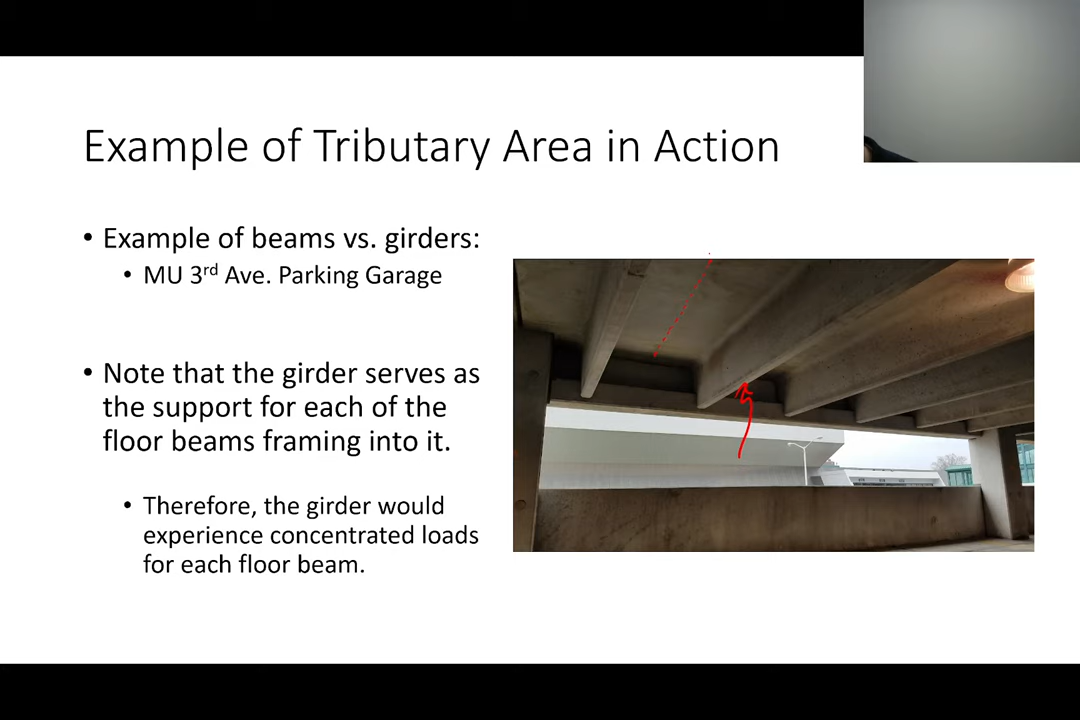 Example of Tributary Area in Action
• Example of beams vs. girders:
• MU 3rd Ave. Parking Garage
• Note that the girder serves as
the support for each of the
floor beams framing into it.
• Therefore, the girder would
experience concentrated loads
for each floor beam.